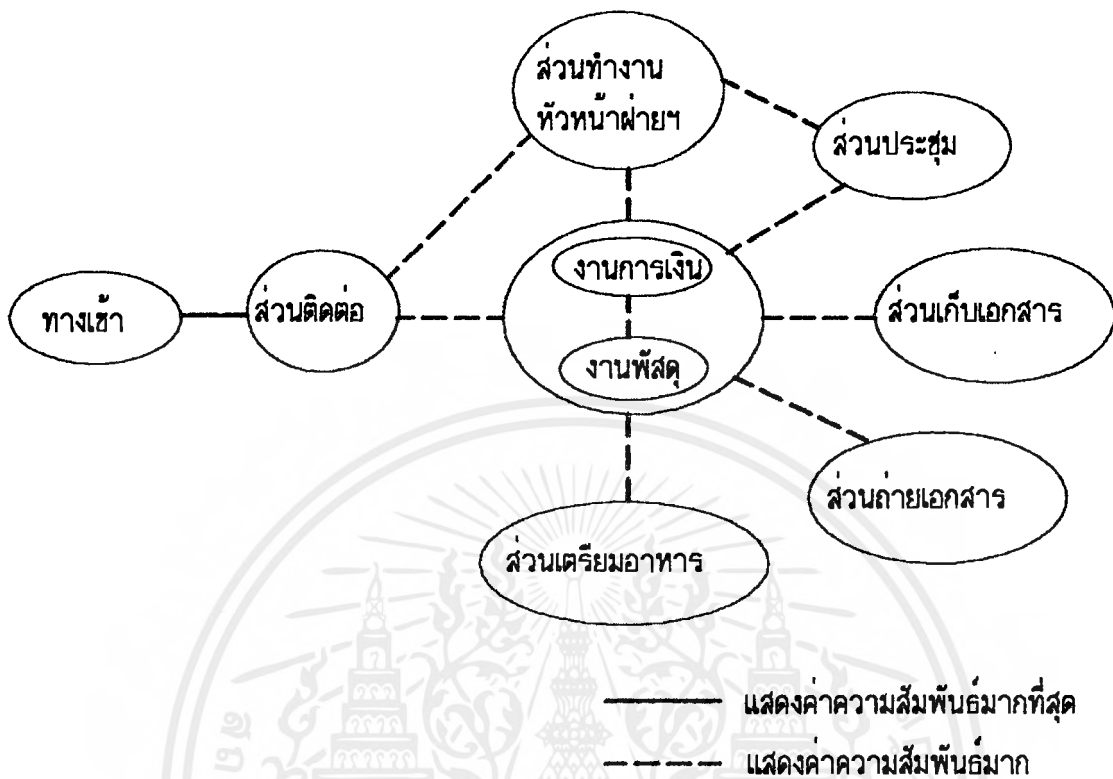 ส่วนทำงาน
หัวหน้าฝ่ายฯ
ส่วนประชุม
งานการเงิน
ทางเข้า
ส่วนติดต่อ
ส่วนเก็บเอกสาร
งานพัสดุ
ส่วนถ่ายเอกสาร
ส่วนเตรียมอาหาร
แสดงค่าความสัมพันธ์มากที่สุด
แสดงค่าความสัมพันธ์มาก